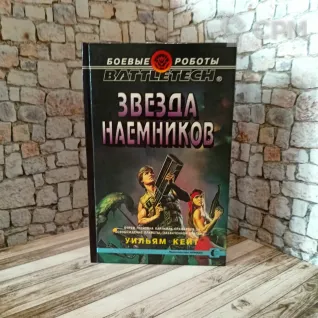 БОЕВЫЕ РОБОТЫ
BATTLETECH®
ЗВЕЗДА
НАЕМНИКОВ
УИЛЬЯМ КЕЙТ